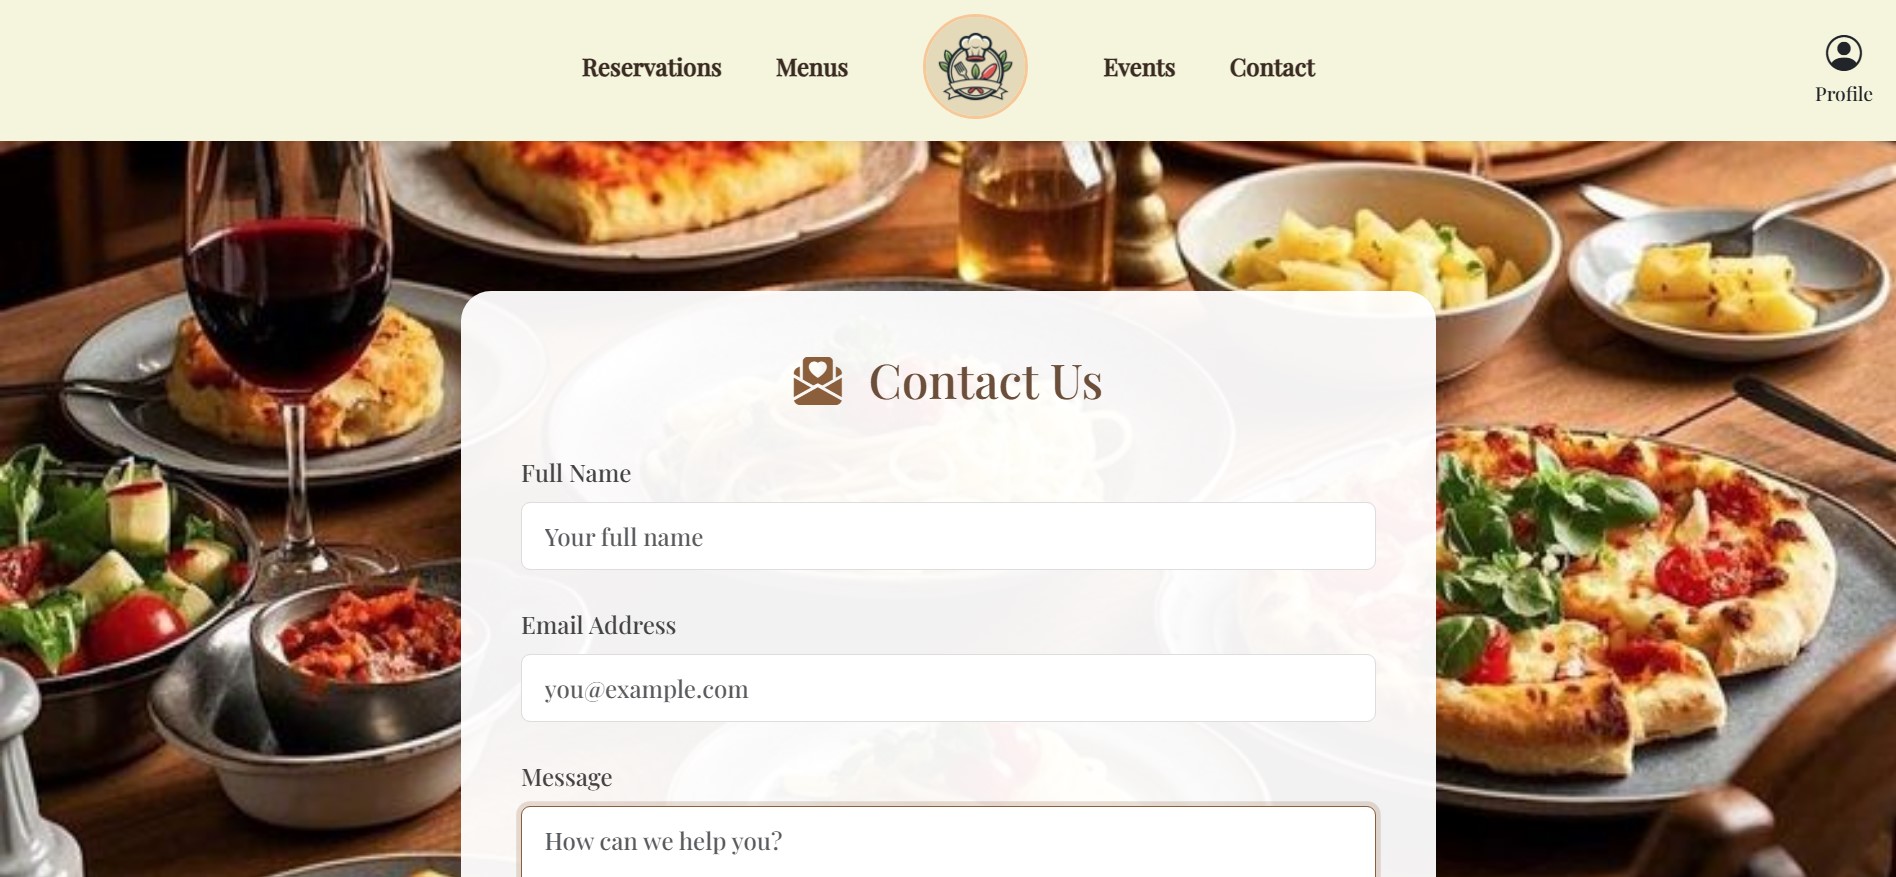 Reservations
Menus
Events
Contact
Profile
Contact Us
Full Name
Your full name
Email Address
you@example.com
Message
How can we help you?